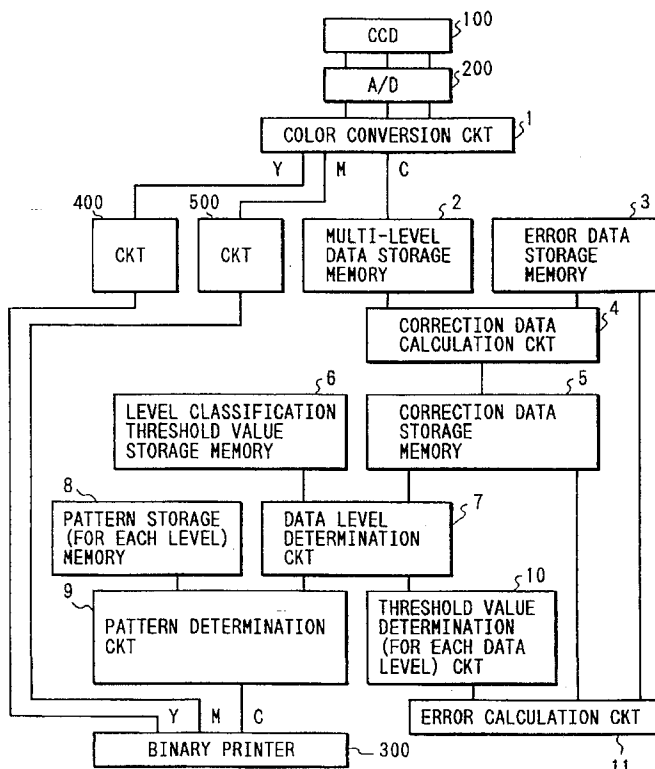 100
CCD
200
A/D
1
COLOR CONVERSION CKT
Y M C
400 500 2 3
CKT
CKT
MULTI-LEVEL
DATA STORAGE
MEMORY
ERROR DATA
STORAGE
MEMORY
4
CORRECTION DATA
CALCULATION CKT
6
LEVEL CLASSIFICATION
THRESHOLD VALUE
STORAGE MEMORY
5
CORRECTION DATA
STORAGE
MEMORY
8
PATTERN STORAGE
(FOR EACH LEVEL)
MEMORY
7
DATA LEVEL
DETERMINATION
CKT
9
PATTERN DETERMINATION
CKT
10
THRESHOLD VALUE
DETERMINATION
(FOR EACH DATA
LEVEL) CKT
Y M C
ERROR CALCULATION CKT
11
BINARY PRINTER
300